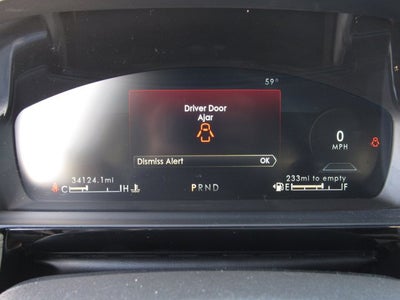 59°
Driver Door
Ajar
0
MPH
Dismiss Alert OK
34124.1mi
233mi to empty
C H
PRND
E F